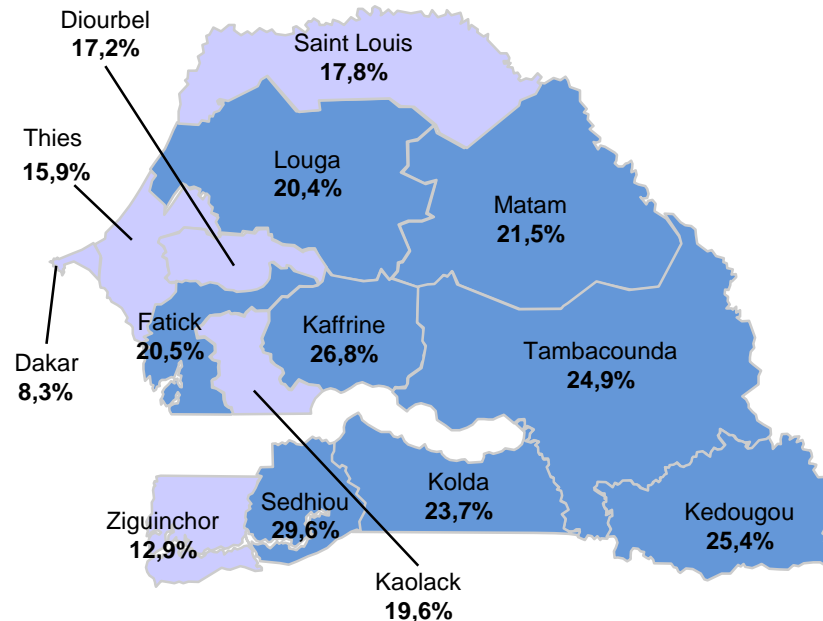 Diourbel
17,2%
Saint Louis
17,8%
Thies
15,9%
Louga
20,4%
Matam
21,5%
Fatick
20,5%
Kaffrine
26,8%
Tambacounda
24,9%
Dakar
8,3%
Kolda
23,7%
Sedhiou
29,6%
Ziguinchor
12,9%
Kedougou
25,4%
Kaolack
19,6%